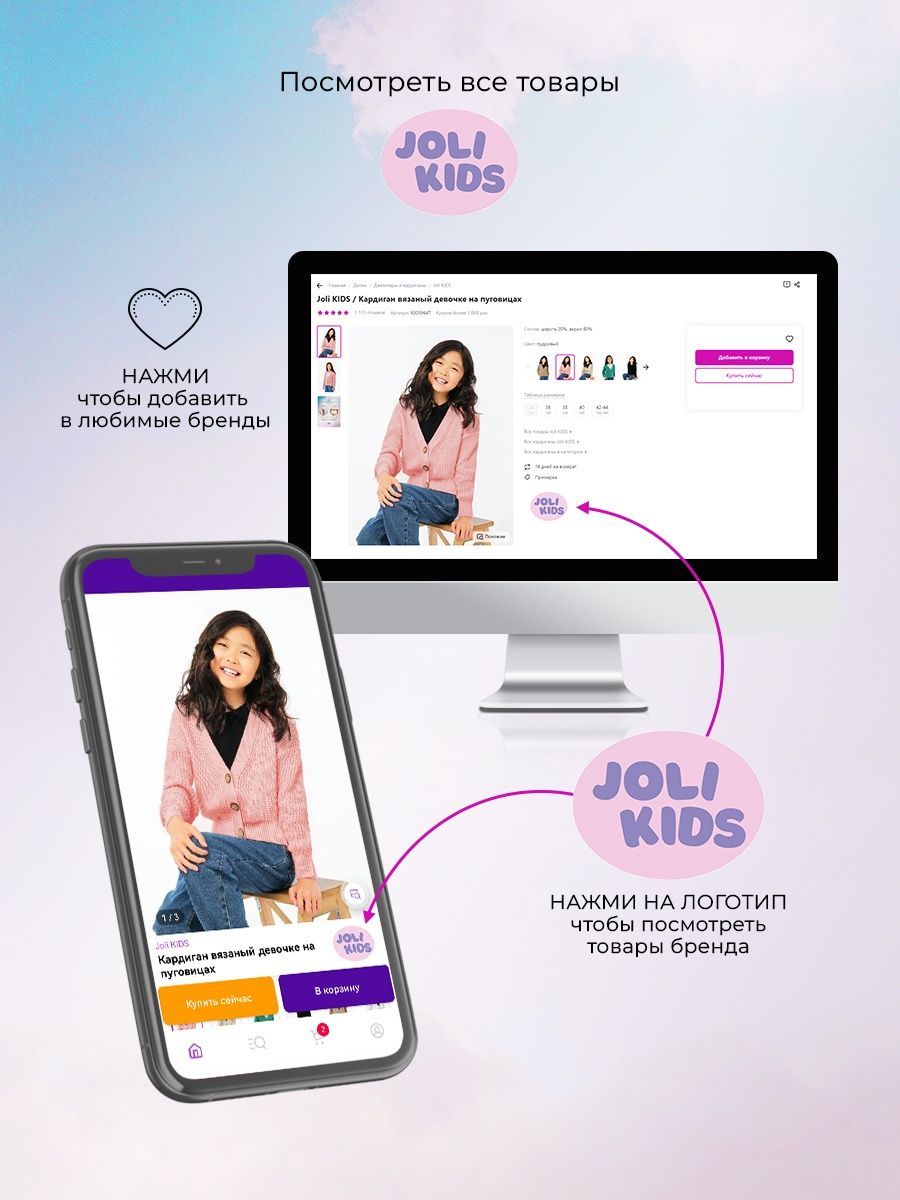 Посмотреть все товары
JOLI
KIDS
НАЖМИ
чтобы добавить
в любимые бренды
Главная / Детям / Джемперы и кардиганы / Joli KIDS
Joli KIDS / Кардиган вязаный девочке на пуговицах
1 111 отзывов Артикул: Купили более 1 000 раз
Состав: шерсть 20%, акрил 80%
Цвет: пудровый
Добавить в корзину
Купить сейчас
Таблица размеров
36 38 40 42-44
Все товары Joli KIDS
Все кардиганы Joli KIDS
Все кардиганы в категории
14 дней на возврат
Примерка
JOLI
KIDS
Похожие
JOLI
KIDS
НАЖМИ НА ЛОГОТИП
чтобы посмотреть
товары бренда
1 / 3
Joli KIDS
Кардиган вязаный девочке на
пуговицах
JOLI
KIDS
Купить сейчас
В корзину
2